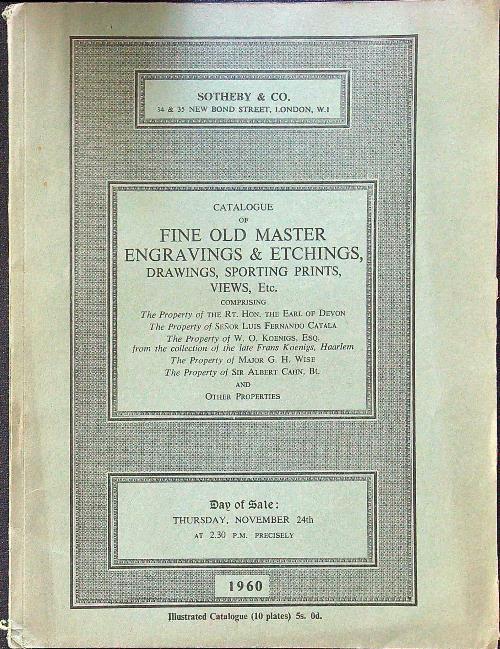 SOTHEBY & CO.
34 & 35 NEW BOND STREET, LONDON, W.1
CATALOGUE
OF
FINE OLD MASTER
ENGRAVINGS & ETCHINGS,
DRAWINGS, SPORTING PRINTS,
VIEWS, Etc.
COMPRISING
The Property of THE RT. HON. THE EARL OF DEVON
The Property of SEÑOR LUIS FERNANDO CATALA
The Property of W. O. KOENIGS, ESQ.
from the collection of the late Frans Koenigs, Haarlem
The Property of MAJOR G. H. WISE
The Property of SIR ALBERT CAHN, Bt.
AND
OTHER PROPERTIES
Day of Sale:
THURSDAY, NOVEMBER 24th
AT 2.30 P.M. PRECISELY
1960
Illustrated Catalogue (10 plates) 5s. 0d.